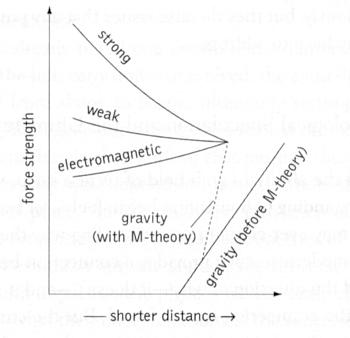 strong
weak
electromagnetic
force strength
gravity
(with M-theory)
gravity (before M-theory)
shorter distance →